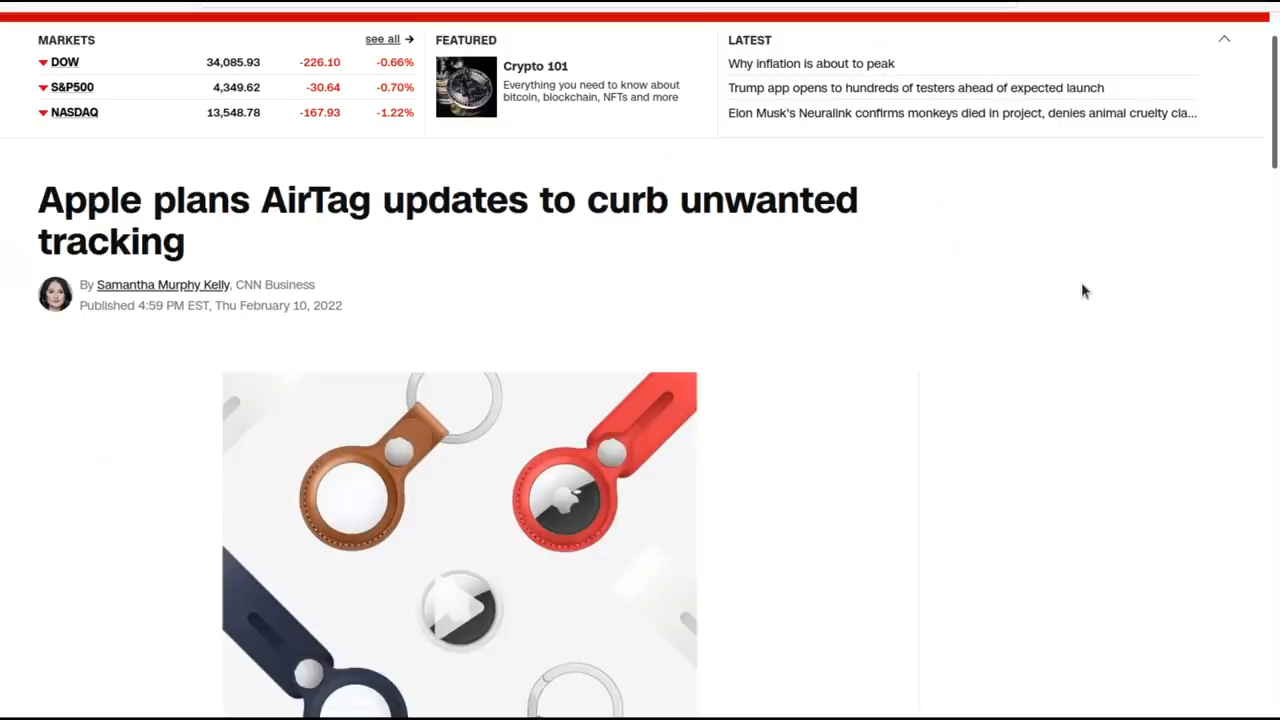 MARKETS
see all →
DOW 34,085.93 -226.10 -0.66%
S&P500 4,349.62 -30.64 -0.70%
NASDAQ 13,548.78 -167.93 -1.22%
FEATURED
Crypto 101
Everything you need to know about
bitcoin, blockchain, NFTs and more
LATEST
Why inflation is about to peak
Trump app opens to hundreds of testers ahead of expected launch
Elon Musk's Neuralink confirms monkeys died in project, denies animal cruelty cla...
Apple plans AirTag updates to curb unwanted
tracking
By Samantha Murphy Kelly, CNN Business
Published 4:59 PM EST, Thu February 10, 2022